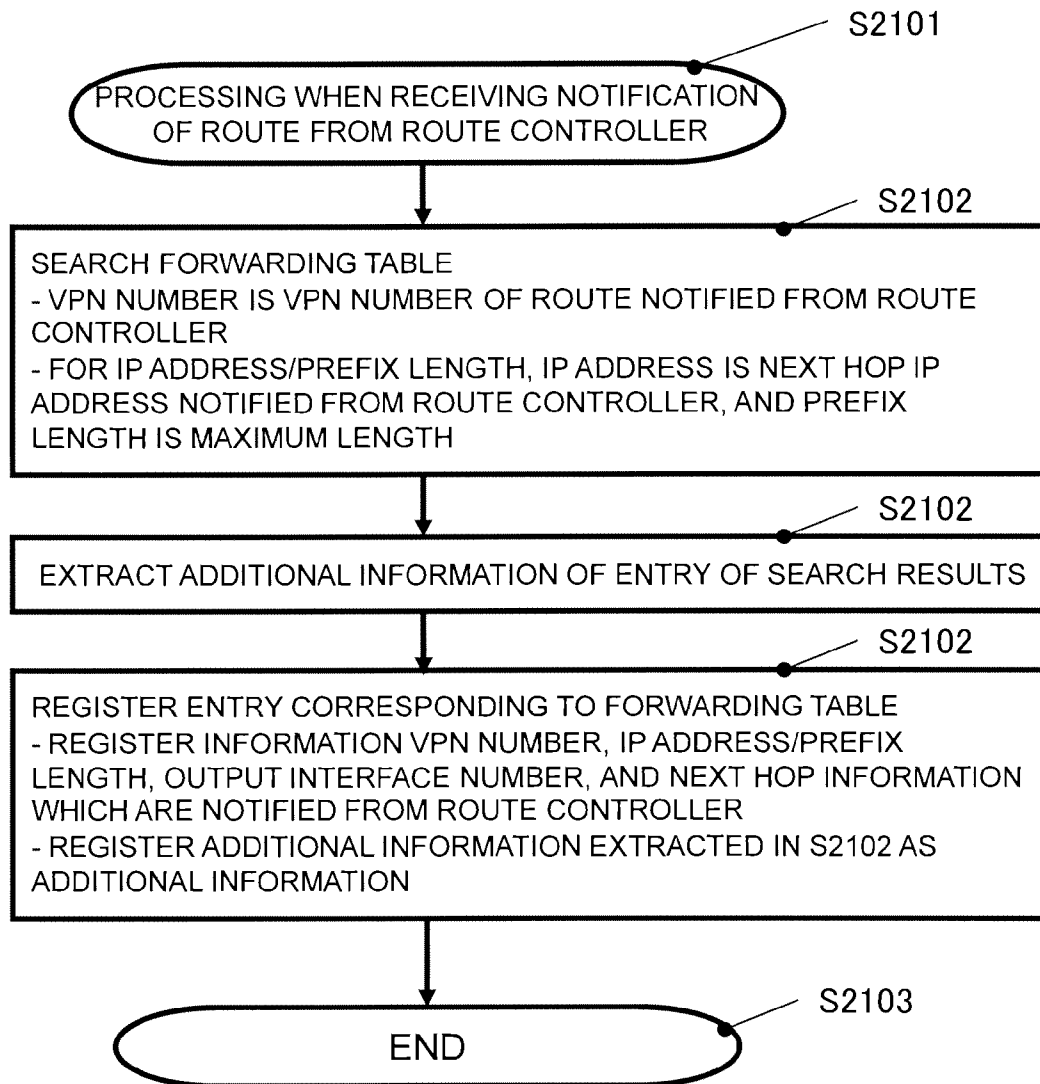 S2101
PROCESSING WHEN RECEIVING NOTIFICATION
OF ROUTE FROM ROUTE CONTROLLER
S2102
SEARCH FORWARDING TABLE
- VPN NUMBER IS VPN NUMBER OF ROUTE NOTIFIED FROM ROUTE
CONTROLLER
- FOR IP ADDRESS/PREFIX LENGTH, IP ADDRESS IS NEXT HOP IP
ADDRESS NOTIFIED FROM ROUTE CONTROLLER, AND PREFIX
LENGTH IS MAXIMUM LENGTH
S2102
EXTRACT ADDITIONAL INFORMATION OF ENTRY OF SEARCH RESULTS
S2102
REGISTER ENTRY CORRESPONDING TO FORWARDING TABLE
- REGISTER INFORMATION VPN NUMBER, IP ADDRESS/PREFIX
LENGTH, OUTPUT INTERFACE NUMBER, AND NEXT HOP INFORMATION
WHICH ARE NOTIFIED FROM ROUTE CONTROLLER
- REGISTER ADDITIONAL INFORMATION EXTRACTED IN S2102 AS
ADDITIONAL INFORMATION
S2103
END